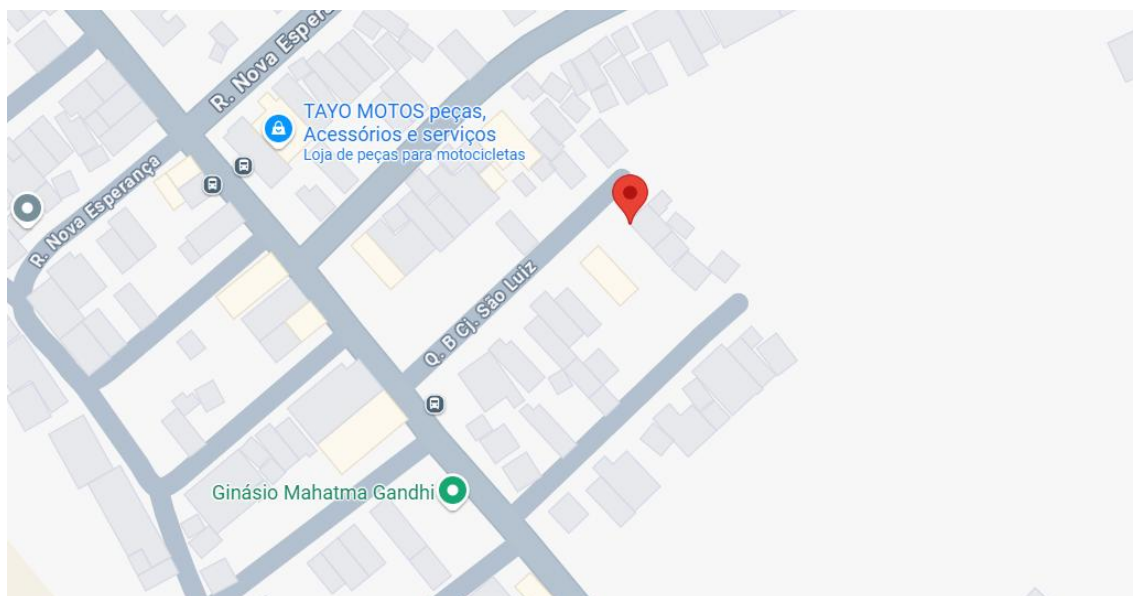 R. Nova Espera
TAYO MOTOS peças,
Acessórios e serviços
Loja de peças para motocicletas
R. Nova Esperança
Q. B Cj. São Luiz
Ginásio Mahatma Gandhi